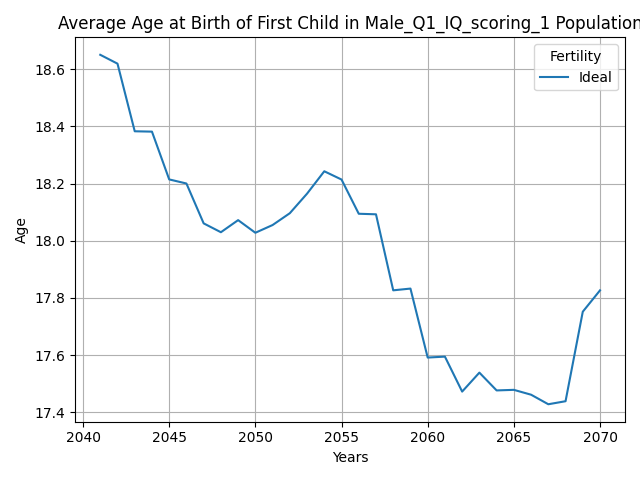 Average Age at Birth of First Child in Male_Q1_IQ_scoring_1 Population
Fertility
Ideal
18.6
18.4
18.2
18.0
17.8
17.6
17.4
Age
2040 2045 2050 2055 2060 2065 2070
Years